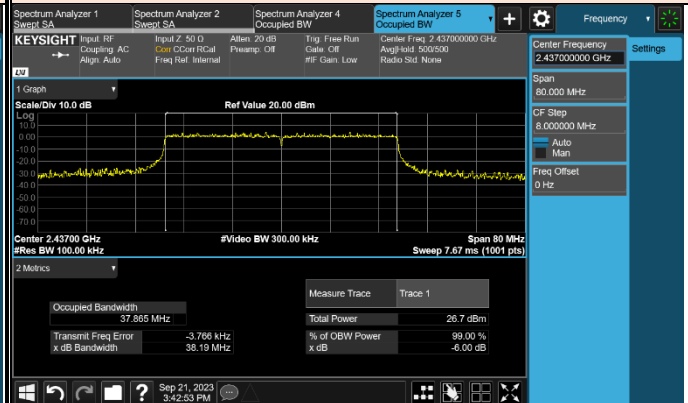 Spectrum Analyzer 1
Swept SA
Spectrum Analyzer 2
Swept SA
Spectrum Analyzer 4
Occupied BW
Spectrum Analyzer 5
Occupied BW
+
Frequency
KEYSIGHT
Input: RF
Coupling: AC
Align: Auto
Input Z: 50 Ω
Corr CCorr RCal
Freq Ref: Internal
Atten: 20 dB
Preamp: Off
Trig: Free Run
Gate: Off
#IF Gain: Low
Center Freq: 2.437000000 GHz
Avg|Hold: 500/500
Radio Std: None
LXI
1 Graph
Scale/Div 10.0 dB
Ref Value 20.00 dBm
Log
10.0
0.00
-10.0
-20.0
-30.0
-40.0
-50.0
-60.0
-70.0
Center 2.43700 GHz
#Video BW 300.00 kHz
Span 80 MHz
#Res BW 100.00 kHz
Sweep 7.67 ms (1001 pts)
2 Metrics
Measure Trace
Trace 1
Occupied Bandwidth
37.865 MHz
Total Power
26.7 dBm
Transmit Freq Error
-3.766 kHz
% of OBW Power
99.00 %
x dB Bandwidth
38.19 MHz
x dB
-6.00 dB
Center Frequency
2.437000000 GHz
Settings
Span
80.000 MHz
CF Step
8.000000 MHz
Auto
Man
Freq Offset
0 Hz
?
Sep 21, 2023
3:42:53 PM